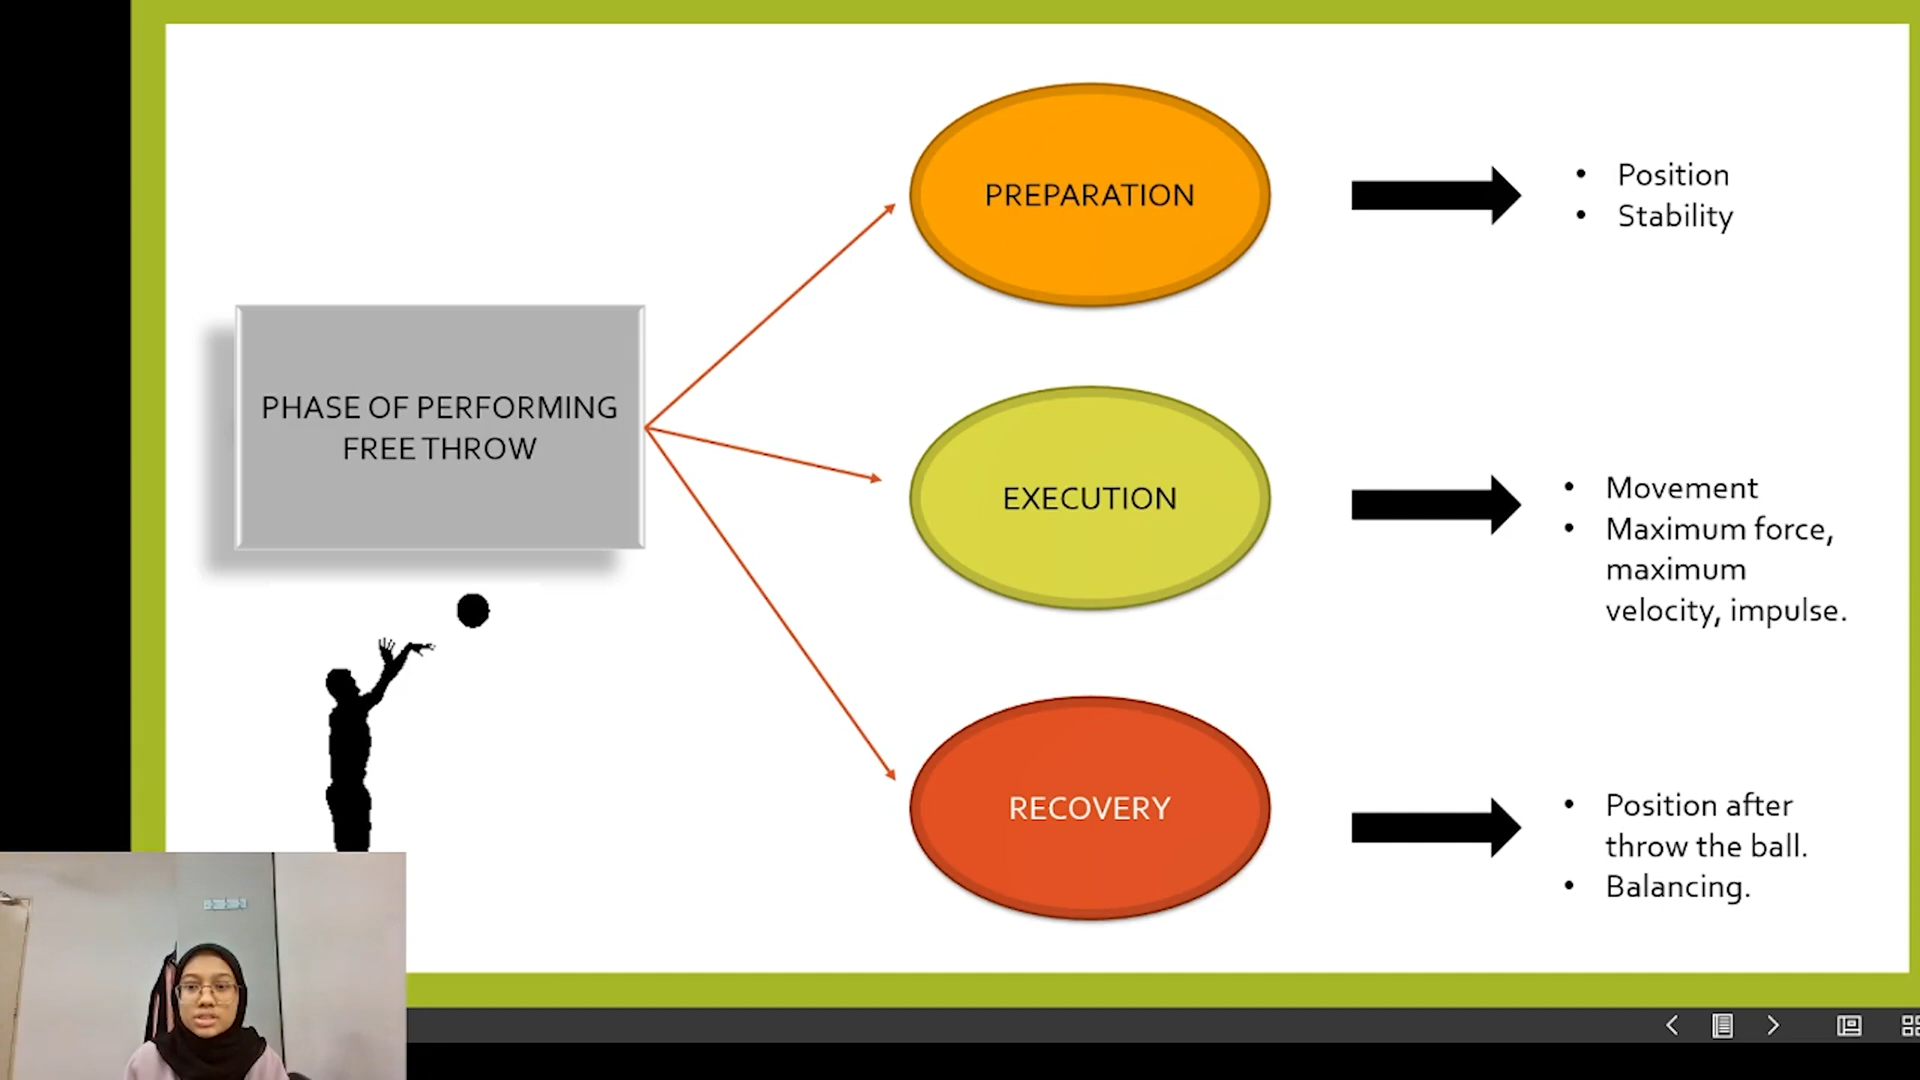 PHASE OF PERFORMING
FREE THROW
PREPARATION
• Position
• Stability
EXECUTION
• Movement
• Maximum force,
maximum
velocity, impulse.
RECOVERY
• Position after
throw the ball.
• Balancing.